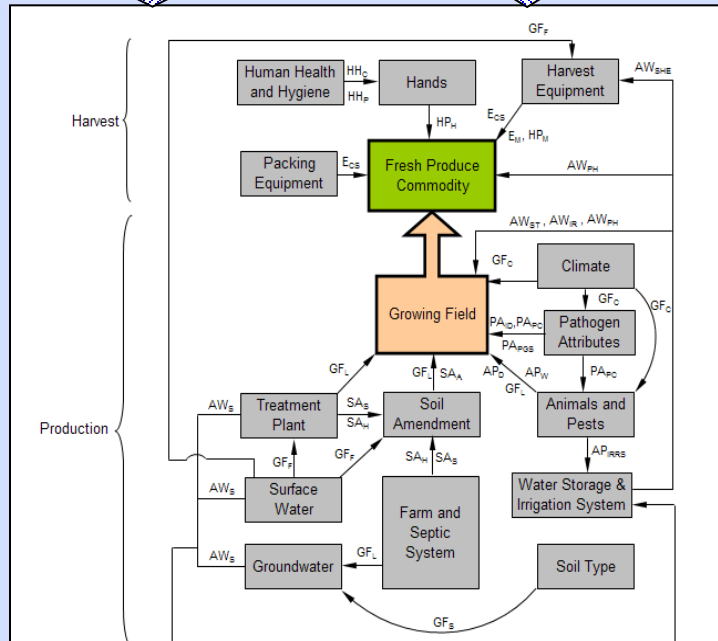 GF_F
Human Health
and Hygiene
HH_C
HH_P
Hands
Harvest
Equipment
AW_SHE
Harvest
HP_H
E_CS
E_M, HP_M
Packing
Equipment
E_CS
Fresh Produce
Commodity
AW_PH
AW_ST , AW_IR , AW_PH
GF_C
Climate
GF_C
GF_C
Growing Field
PA_ID,PA_PC
PA_PGS
Pathogen
Attributes
GF_L
GF_L
SA_A
AP_D
AP_W
GF_L
PA_PC
Production
AW_S
Treatment
Plant
SA_S
SA_H
Soil
Amendment
Animals and
Pests
GF_F
GF_F
SA_H
SA_S
AP_IRRS
AW_S
Surface
Water
Farm and
Septic
System
Water Storage &
Irrigation System
AW_S
Groundwater
GF_L
Soil Type
GF_S